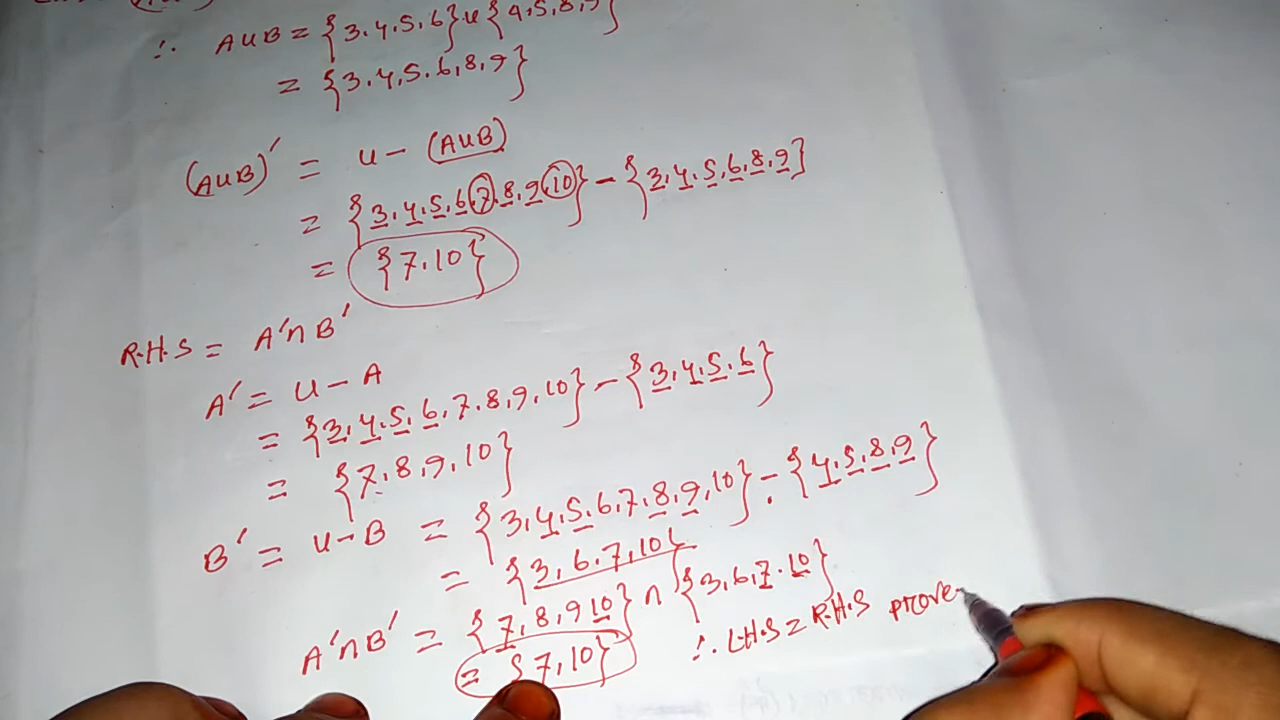 ∴ A∪B = {3.4.5.6}∪{4.5.8.9}
= {3.4,5.6,8,9}
(A∪B)′ = U − (A∪B)
= {3,4,5,6,7,8,9,10} − {3,4,5,6,8,9}
= {7.10}
R.H.S = A′∩B′
A′ = U − A
= {3,4.5,6,7.8,9,10} − {3,4,5,6}
= {7,8,9,10}
B′ = U − B = {3,4,5,6,7,8,9,10} − {4,5,8,9}
= {3,6.7,10}
A′∩B′ = {7,8,9 10} ∩ {3,6,7.10}
= {7,10}
∴ L.H.S = R.H.S prove